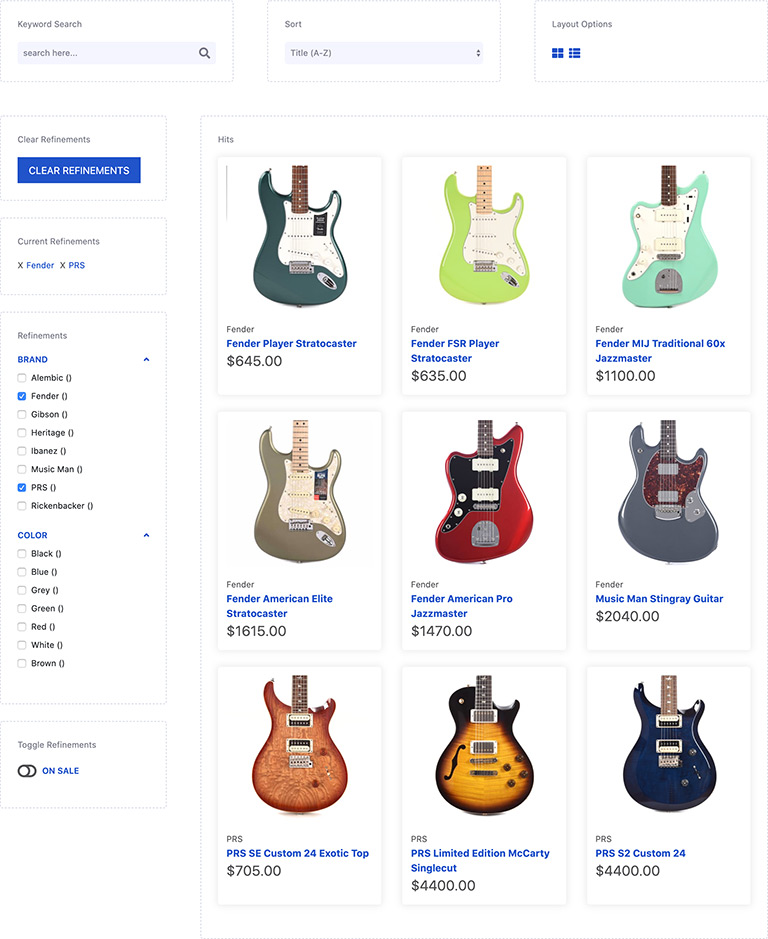 Keyword Search
search here...
Sort
Title (A-Z)
Layout Options
Clear Refinements
CLEAR REFINEMENTS
Current Refinements
X Fender X PRS
Refinements
BRAND
Alembic ()
Fender ()
Gibson ()
Heritage ()
Ibanez ()
Music Man ()
PRS ()
Rickenbacker ()
COLOR
Black ()
Blue ()
Grey ()
Green ()
Red ()
White ()
Brown ()
Toggle Refinements
ON SALE
Hits
Fender
Fender Player Stratocaster
$645.00
Fender
Fender FSR Player
Stratocaster
$635.00
Fender
Fender MIJ Traditional 60x
Jazzmaster
$1100.00
Fender
Fender American Elite
Stratocaster
$1615.00
Fender
Fender American Pro
Jazzmaster
$1470.00
Fender
Music Man Stingray Guitar
$2040.00
PRS
PRS SE Custom 24 Exotic Top
$705.00
PRS
PRS Limited Edition McCarty
Singlecut
$4400.00
PRS
PRS S2 Custom 24
$4400.00